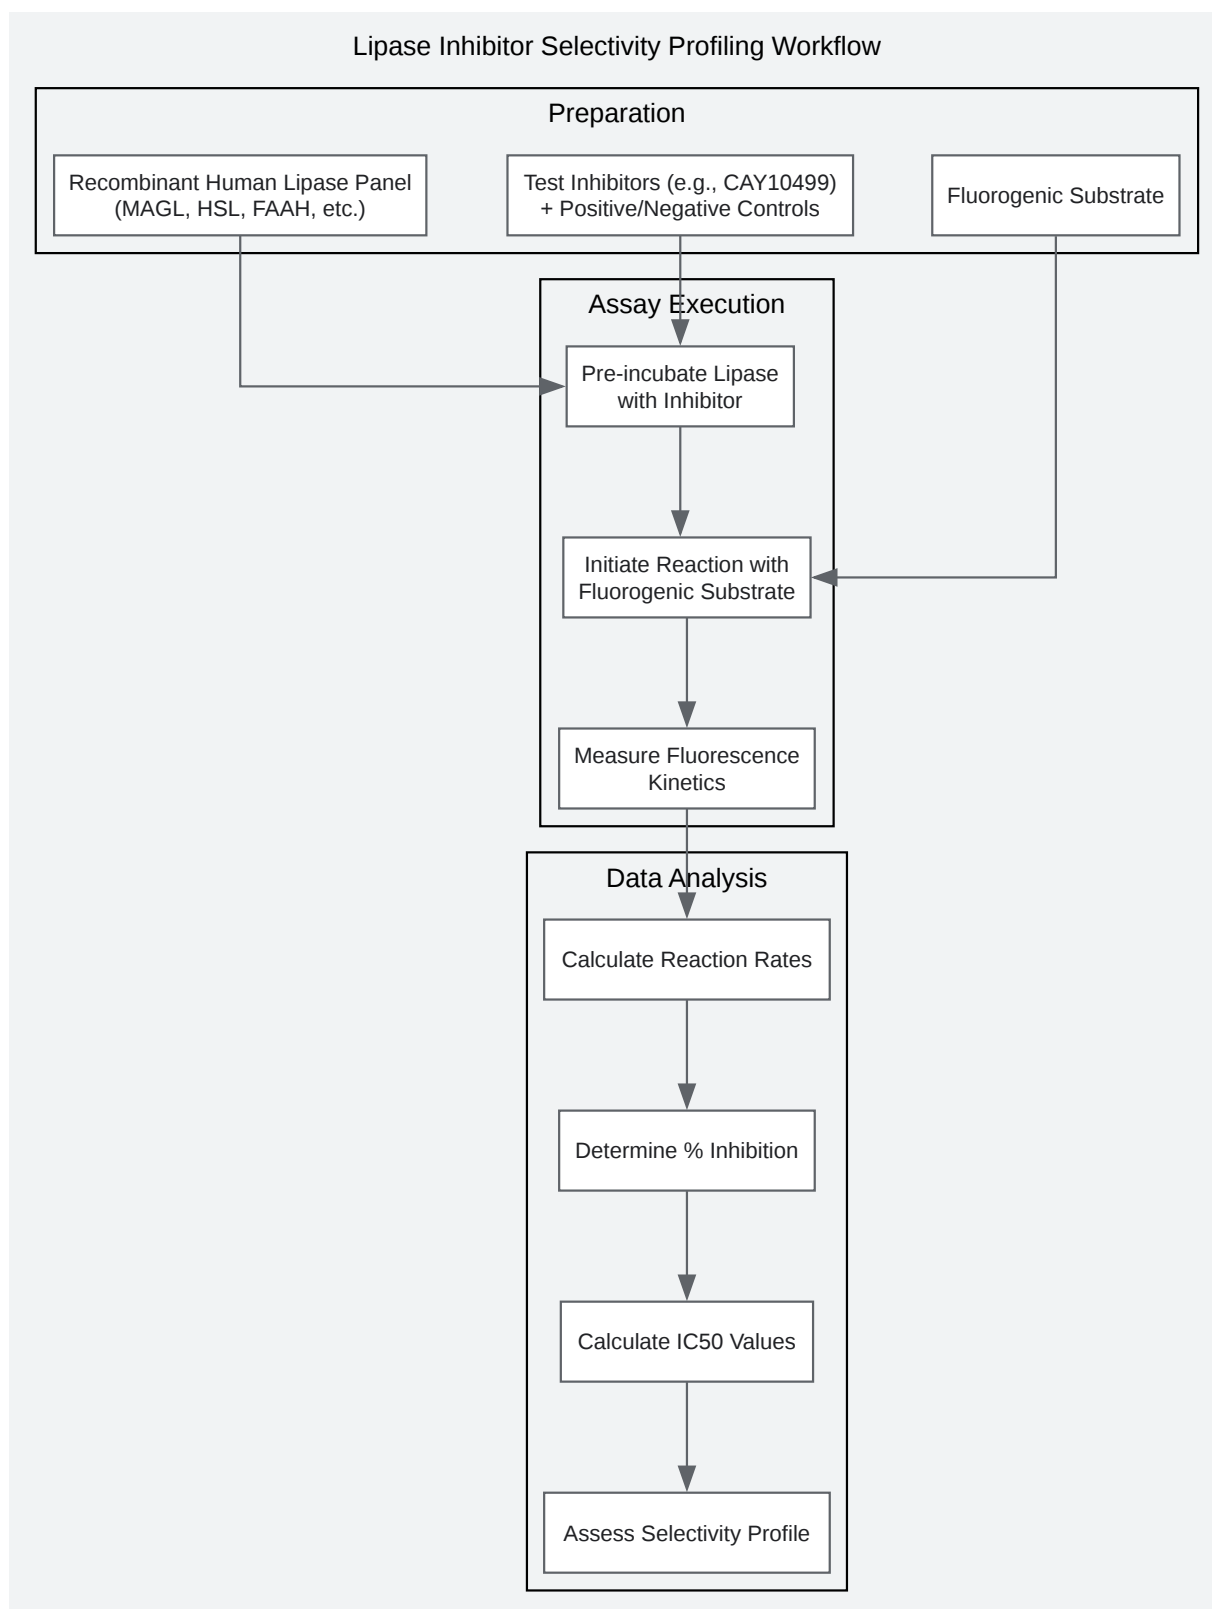 Lipase Inhibitor Selectivity Profiling Workflow
Preparation
Recombinant Human Lipase Panel
(MAGL, HSL, FAAH, etc.)
Test Inhibitors (e.g., CAY10499)
+ Positive/Negative Controls
Fluorogenic Substrate
Assay Execution
Pre-incubate Lipase
with Inhibitor
Initiate Reaction with
Fluorogenic Substrate
Measure Fluorescence
Kinetics
Data Analysis
Calculate Reaction Rates
Determine % Inhibition
Calculate IC50 Values
Assess Selectivity Profile